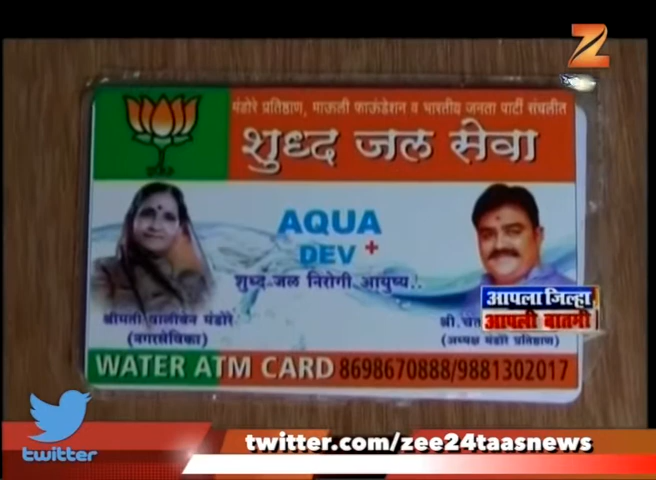 Z
मंडोरे प्रतिष्ठाण, माऊली फाऊंडेशन व भारतीय जनता पार्टी संचलीत
शुध्द जल सेवा
AQUA
DEV +
शुध्द जल निरोगी आयुष्य..
श्रीमती वालीबेन मंडोरे
(नगरसेविका)
श्री.
(अध्यक्ष मंडोरे प्रतिष्ठाण)
आपला जिल्हा
आपली बातमी
WATER ATM CARD 8698670888/9881302017
twitter
twitter.com/zee24taasnews